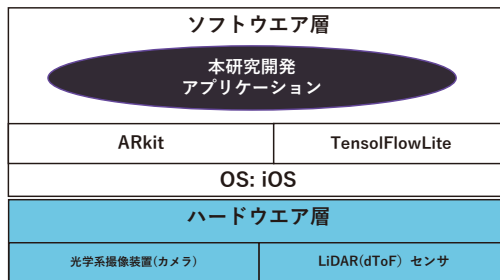 ソフトウエア層
本研究開発
アプリケーション
ARkit
TensolFlowLite
OS: iOS
ハードウエア層
光学系撮像装置(カメラ)
LiDAR(dToF) センサ